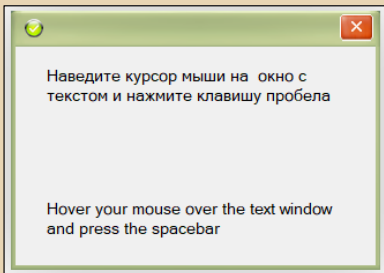 Наведите курсор мыши на окно с
текстом и нажмите клавишу пробела
Hover your mouse over the text window
and press the spacebar